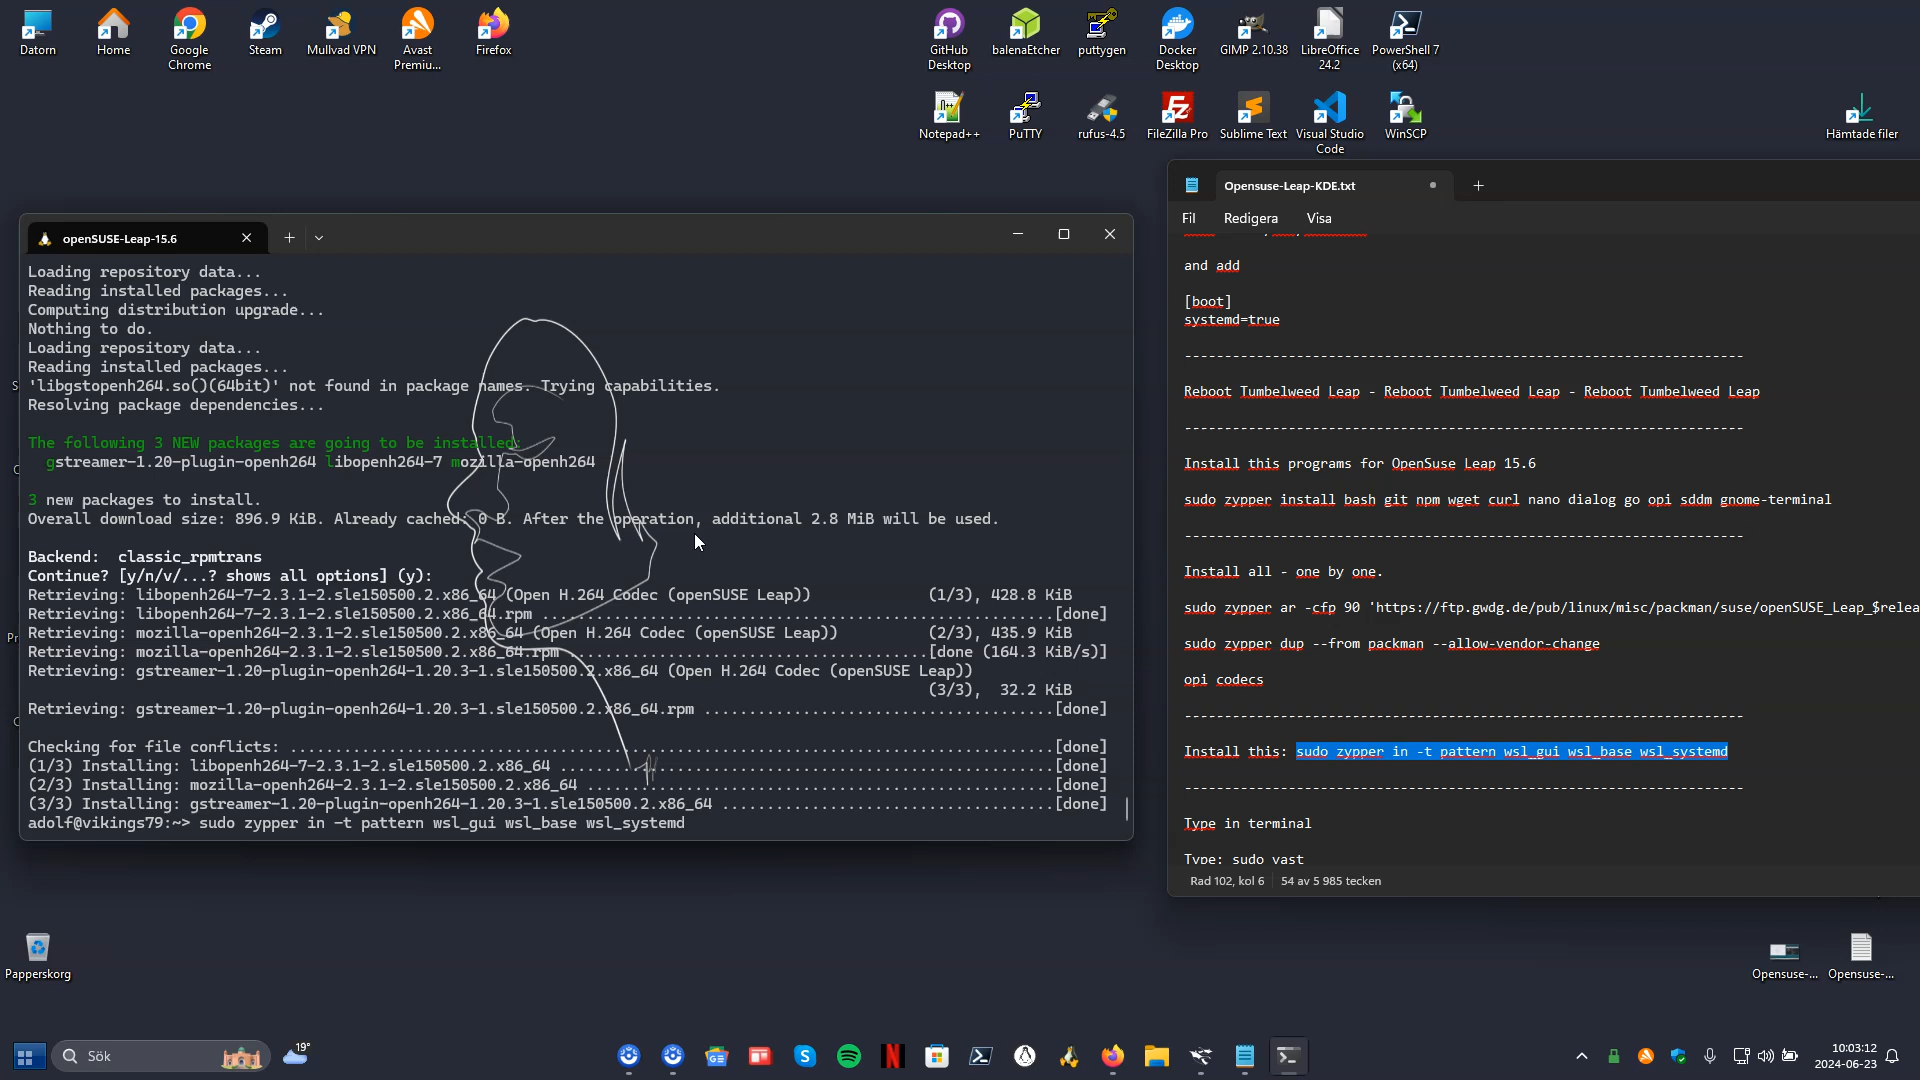 Datorn
Home
Google Chrome
Steam
Mullvad VPN
Avast Premiu...
Firefox
GitHub Desktop
balenaEtcher
puttygen
Docker Desktop
GIMP 2.10.38
LibreOffice 24.2
PowerShell 7 (x64)
Notepad++
PuTTY
rufus-4.5
FileZilla Pro
Sublime Text
Visual Studio Code
WinSCP
Hämtade filer
openSUSE-Leap-15.6
Loading repository data...
Reading installed packages...
Computing distribution upgrade...
Nothing to do.
Loading repository data...
Reading installed packages...
'libgstopenh264.so()(64bit)' not found in package names. Trying capabilities.
Resolving package dependencies...
The following 3 NEW packages are going to be installed:
gstreamer-1.20-plugin-openh264 libopenh264-7 mozilla-openh264
3 new packages to install.
Overall download size: 896.9 KiB. Already cached: 0 B. After the operation, additional 2.8 MiB will be used.
Backend:  classic_rpmtrans
Continue? [y/n/v/...? shows all options] (y):
Retrieving: libopenh264-7-2.3.1-2.sle150500.2.x86_64 (Open H.264 Codec (openSUSE Leap)) (1/3), 428.8 KiB
Retrieving: libopenh264-7-2.3.1-2.sle150500.2.x86_64.rpm ..........[done]
Retrieving: mozilla-openh264-2.3.1-2.sle150500.2.x86_64 (Open H.264 Codec (openSUSE Leap)) (2/3), 435.9 KiB
Retrieving: mozilla-openh264-2.3.1-2.sle150500.2.x86_64.rpm ..........[done (164.3 KiB/s)]
Retrieving: gstreamer-1.20-plugin-openh264-1.20.3-1.sle150500.2.x86_64 (Open H.264 Codec (openSUSE Leap))
(3/3),  32.2 KiB
Retrieving: gstreamer-1.20-plugin-openh264-1.20.3-1.sle150500.2.x86_64.rpm ..........[done]
Checking for file conflicts: ..........[done]
(1/3) Installing: libopenh264-7-2.3.1-2.sle150500.2.x86_64 ..........[done]
(2/3) Installing: mozilla-openh264-2.3.1-2.sle150500.2.x86_64 ..........[done]
(3/3) Installing: gstreamer-1.20-plugin-openh264-1.20.3-1.sle150500.2.x86_64 ..........[done]
adolf@vikings79:~> sudo zypper in -t pattern wsl_gui wsl_base wsl_systemd
Opensuse-Leap-KDE.txt
Fil Redigera Visa
and add
[boot]
systemd=true
----------------------------------------------------------------------
Reboot Tumbelweed Leap - Reboot Tumbelweed Leap - Reboot Tumbelweed Leap
----------------------------------------------------------------------
Install this programs for OpenSuse Leap 15.6
sudo zypper install bash git npm wget curl nano dialog go opi sddm gnome-terminal
----------------------------------------------------------------------
Install all - one by one.
sudo zypper ar -cfp 90 'https://ftp.gwdg.de/pub/linux/misc/packman/suse/openSUSE_Leap_$relea
sudo zypper dup --from packman --allow-vendor-change
opi codecs
----------------------------------------------------------------------
Install this: sudo zypper in -t pattern wsl_gui wsl_base wsl_systemd
----------------------------------------------------------------------
Type in terminal
Type: sudo yast
Rad 102, kol 6 54 av 5 985 tecken
Papperskorg
Opensuse-...
Opensuse-...
Sök
19°
10:03:12
2024-06-23